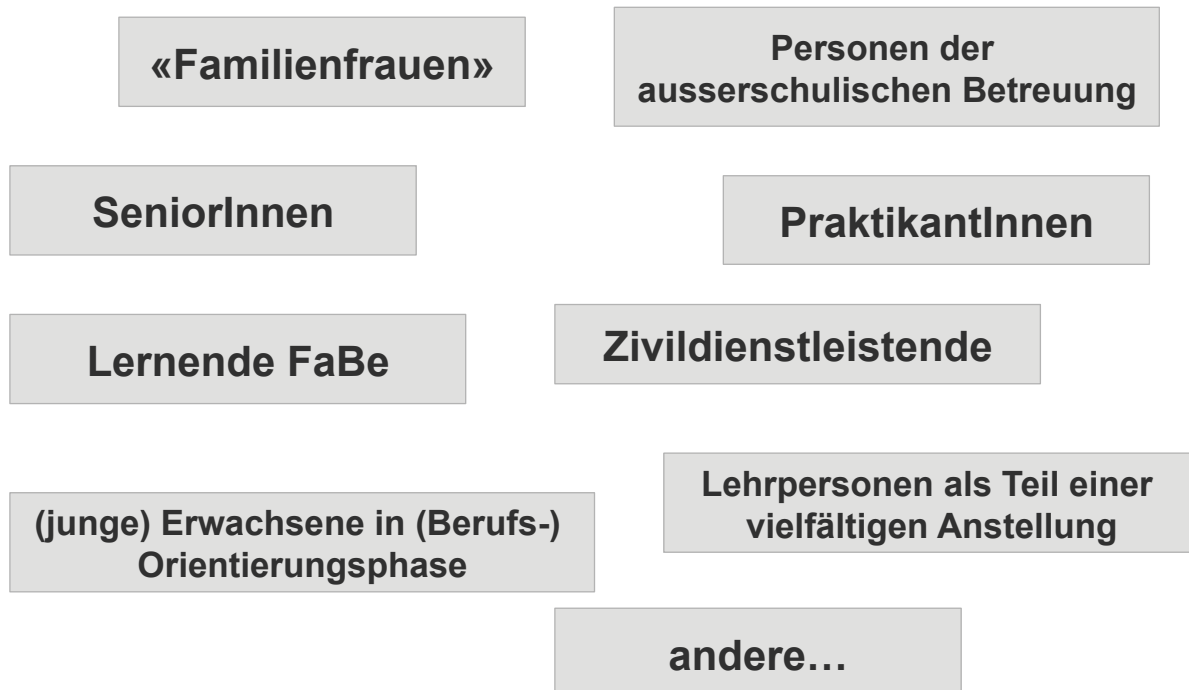 «Familienfrauen»
Personen der
ausserschulischen Betreuung
SeniorInnen
PraktikantInnen
Lernende FaBe
Zivildienstleistende
(junge) Erwachsene in (Berufs-)
Orientierungsphase
Lehrpersonen als Teil einer
vielfältigen Anstellung
andere…